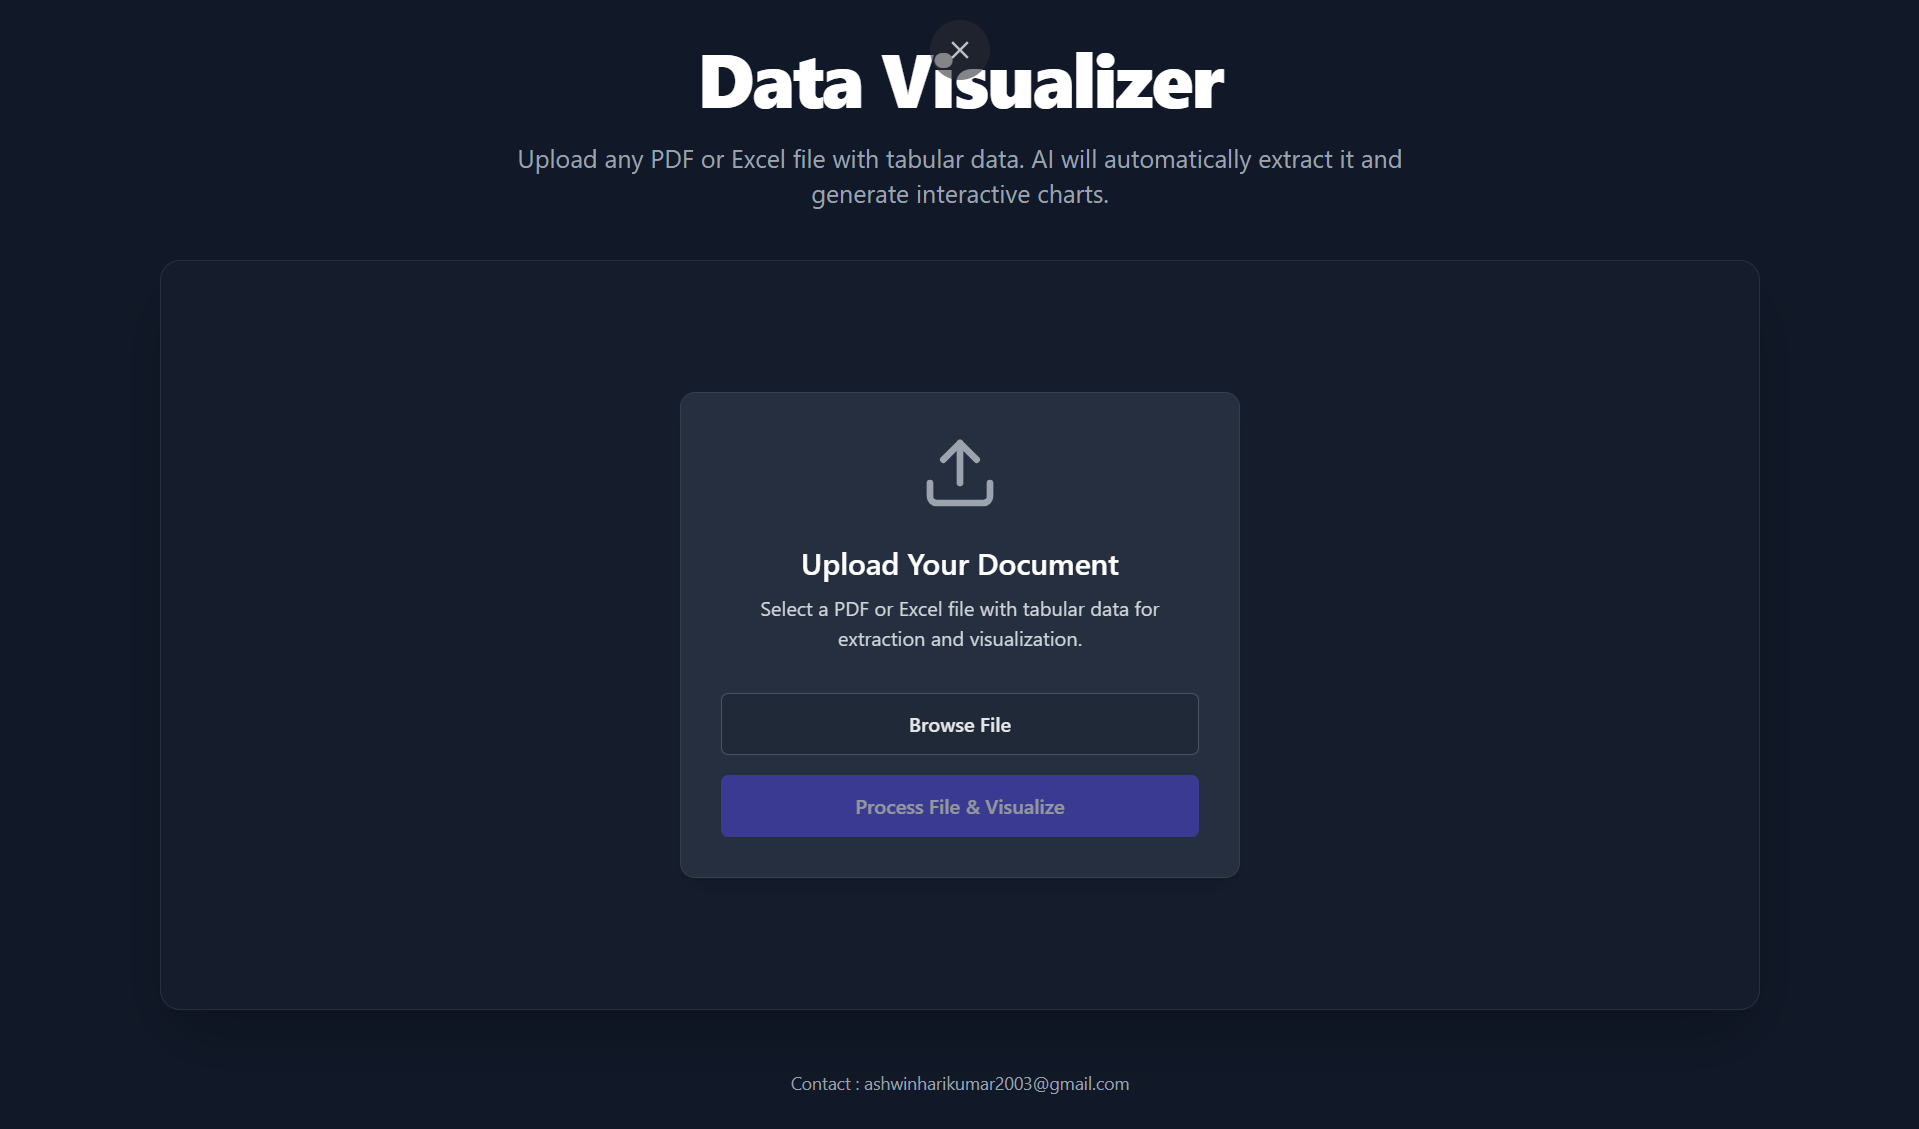 Data Visualizer
Upload any PDF or Excel file with tabular data. AI will automatically extract it and
generate interactive charts.
Upload Your Document
Select a PDF or Excel file with tabular data for
extraction and visualization.
Browse File
Process File & Visualize
Contact : ashwinharikumar2003@gmail.com